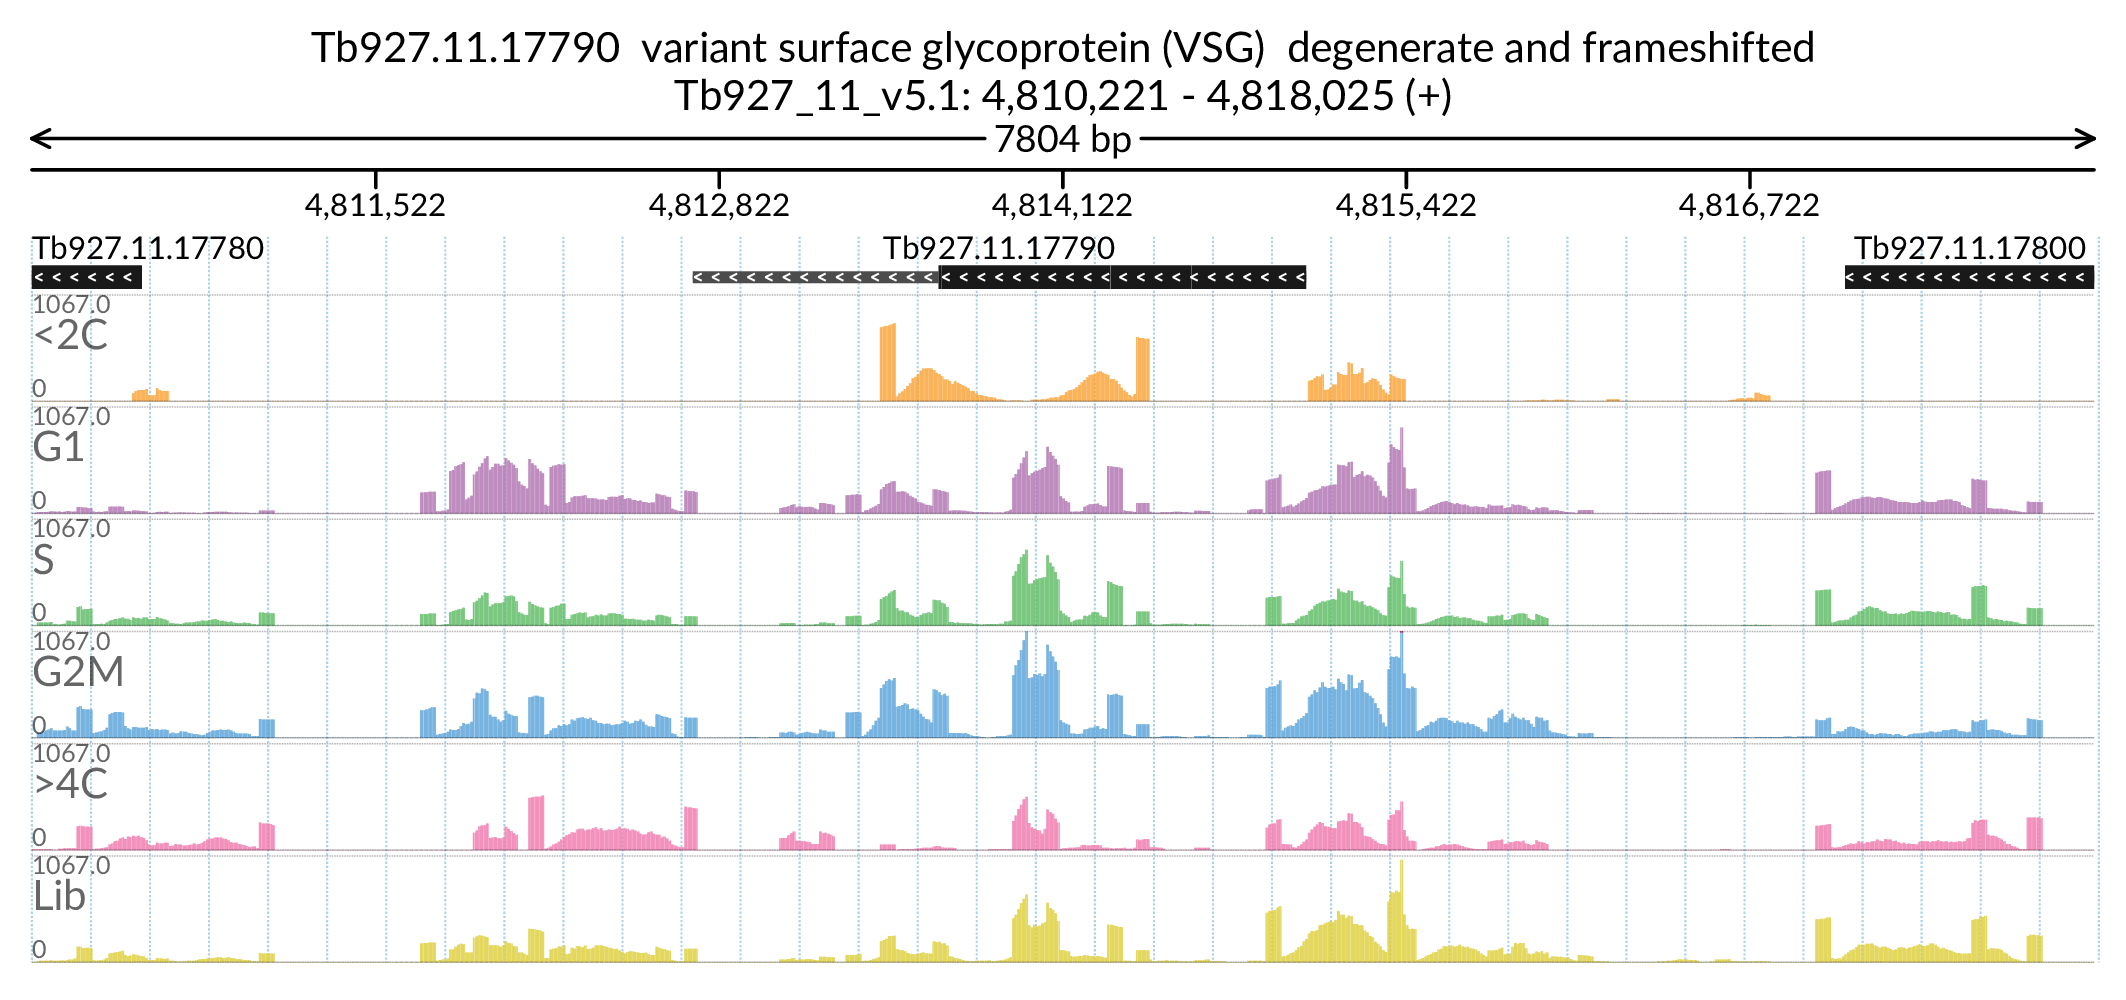 Tb927.11.17790  variant surface glycoprotein (VSG)  degenerate and frameshifted
Tb927_11_v5.1: 4,810,221 - 4,818,025 (+)
7804 bp
4,811,522 4,812,822 4,814,122 4,815,422 4,816,722
Tb927.11.17780 Tb927.11.17790 Tb927.11.17800
1067.0
<2C
0
1067.0
G1
0
1067.0
S
0
1067.0
G2M
0
1067.0
>4C
0
1067.0
Lib
0